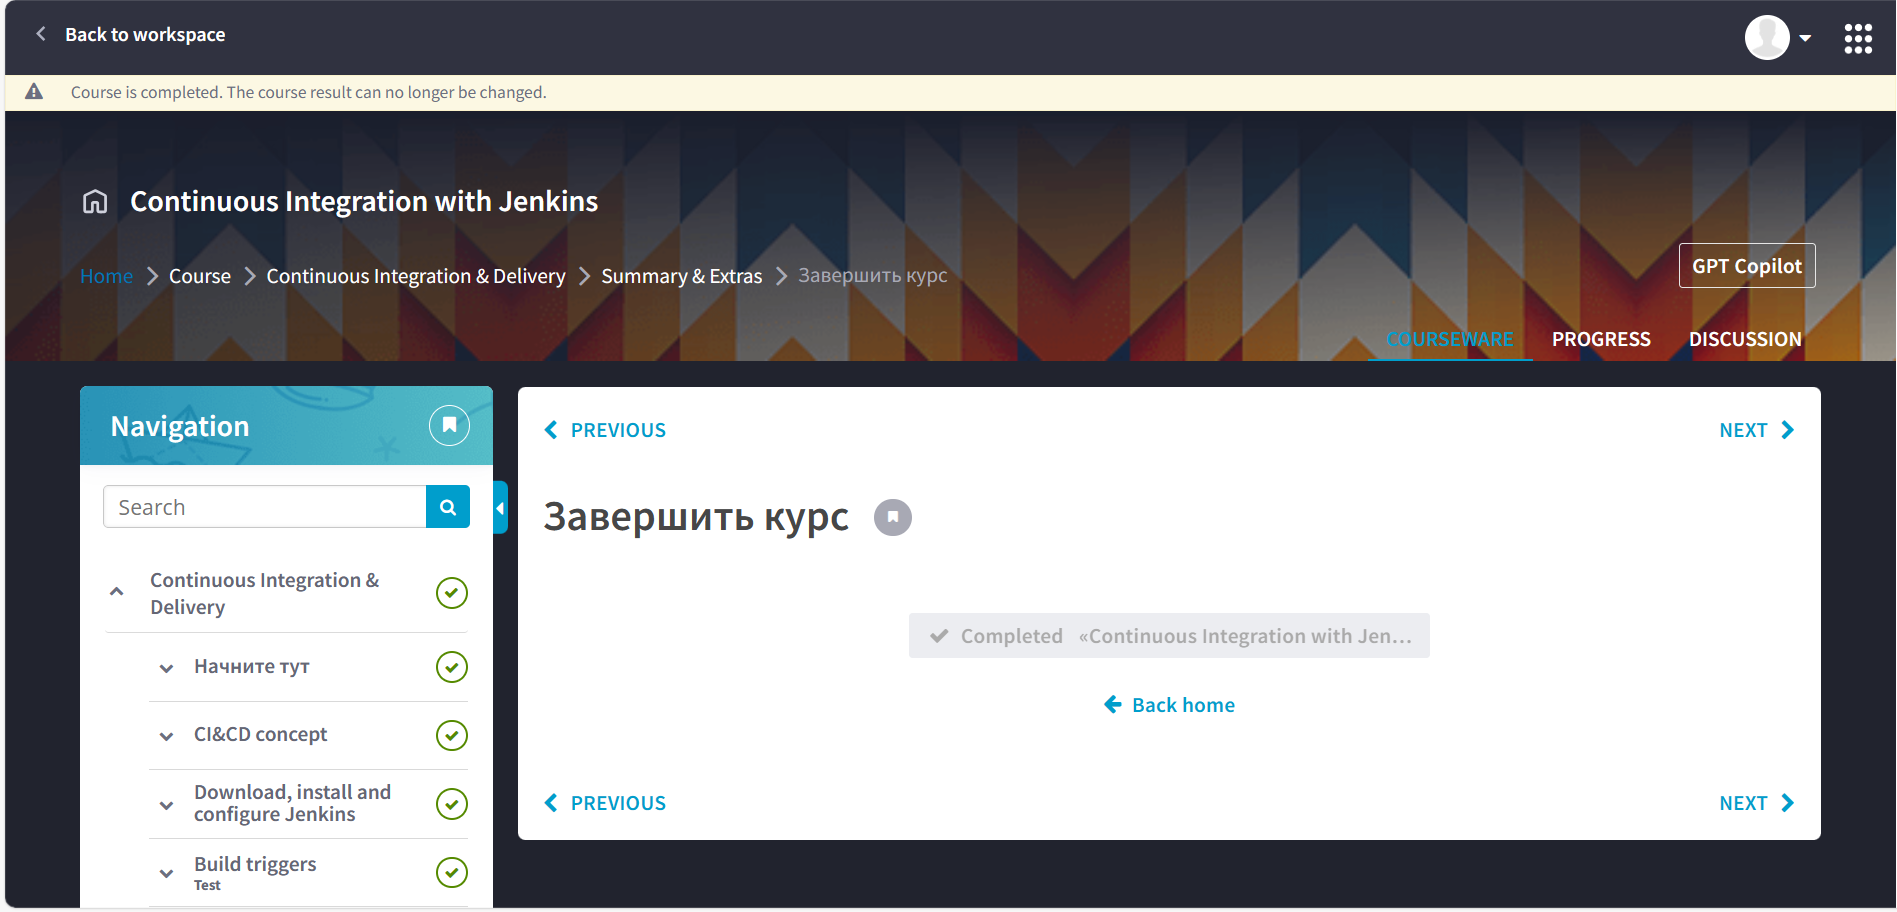 Back to workspace
Course is completed. The course result can no longer be changed.
Continuous Integration with Jenkins
Home Course Continuous Integration & Delivery Summary & Extras Завершить курс
GPT Copilot
COURSEWARE PROGRESS DISCUSSION
Navigation
Search
Continuous Integration &
Delivery
Начните тут
CI&CD concept
Download, install and
configure Jenkins
Build triggers
Test
PREVIOUS
NEXT
Завершить курс
Completed «Continuous Integration with Jen...
Back home
PREVIOUS
NEXT